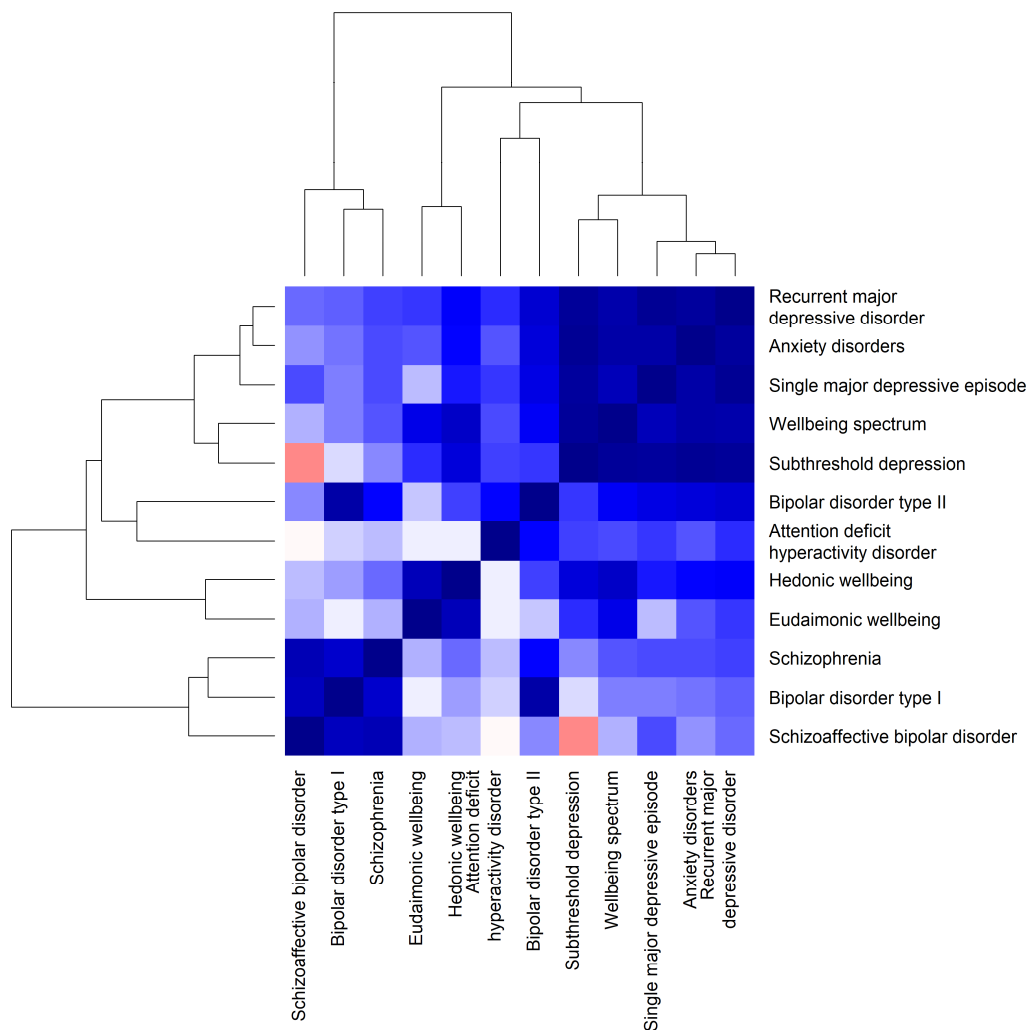 Recurrent major
depressive disorder
Anxiety disorders
Single major depressive episode
Wellbeing spectrum
Subthreshold depression
Bipolar disorder type II
Attention deficit
hyperactivity disorder
Hedonic wellbeing
Eudaimonic wellbeing
Schizophrenia
Bipolar disorder type I
Schizoaffective bipolar disorder
Schizoaffective bipolar disorder
Bipolar disorder type I
Schizophrenia
Eudaimonic wellbeing
Hedonic wellbeing
Attention deficit
hyperactivity disorder
Bipolar disorder type II
Subthreshold depression
Wellbeing spectrum
Single major depressive episode
Anxiety disorders
Recurrent major
depressive disorder